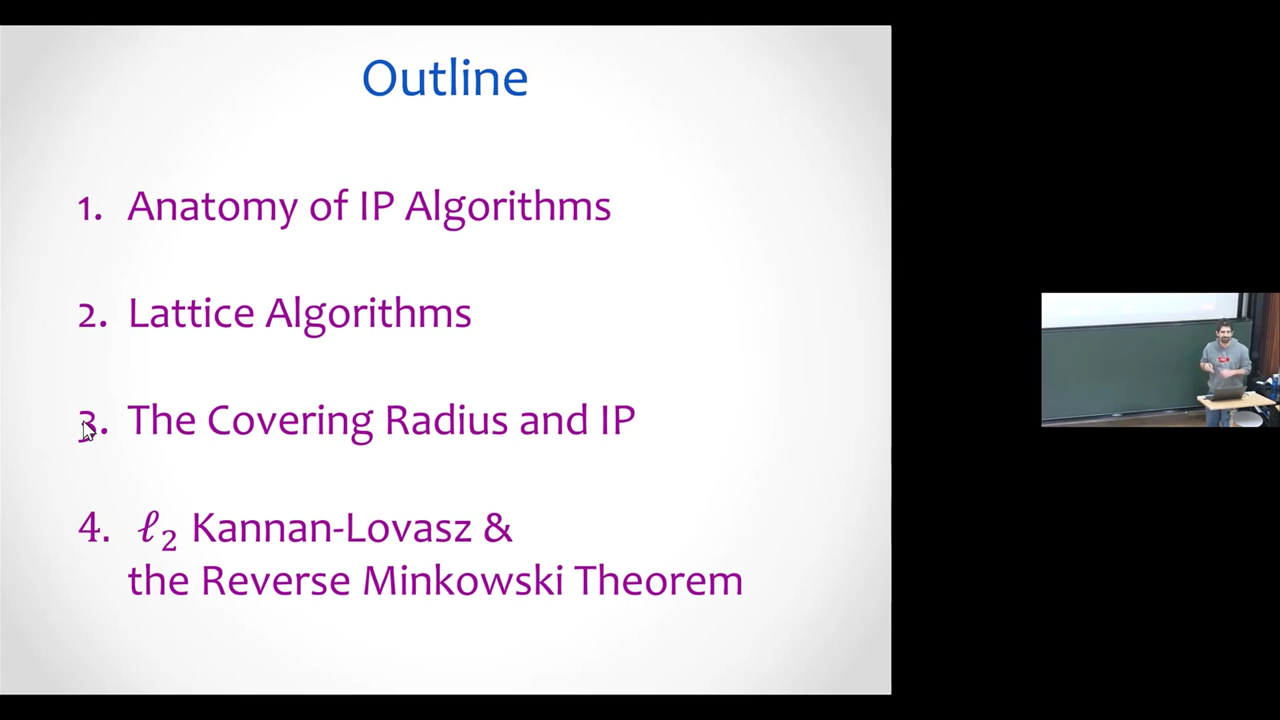 Outline
1. Anatomy of IP Algorithms
2. Lattice Algorithms
3. The Covering Radius and IP
4. ℓ₂ Kannan-Lovasz &
the Reverse Minkowski Theorem